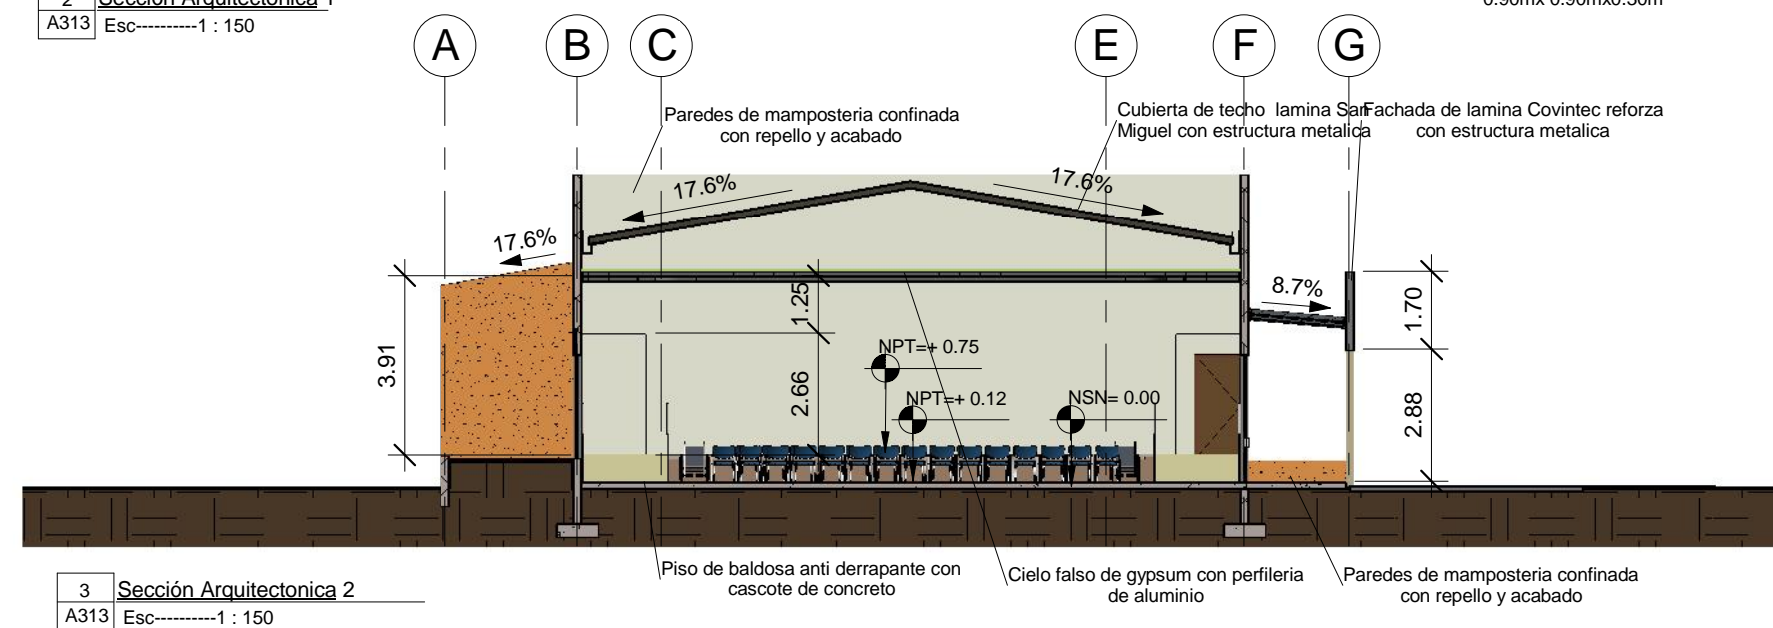 2 Sección Arquitectonica 1
0.90mx 0.90mx0.30m
A313 Esc----------1 : 150
A B C E F G
Paredes de mamposteria confinada
con repello y acabado
Cubierta de techo lamina San
Miguel con estructura metalica
Fachada de lamina Covintec reforza
con estructura metalica
17.6%
17.6%
17.6%
8.7%
1.25
1.70
3.91
NPT=+ 0.75
2.66
NPT=+ 0.12
NSN= 0.00
2.88
Piso de baldosa anti derrapante con
cascote de concreto
Cielo falso de gypsum con perfileria
de aluminio
Paredes de mamposteria confinada
con repello y acabado
3 Sección Arquitectonica 2
A313 Esc----------1 : 150